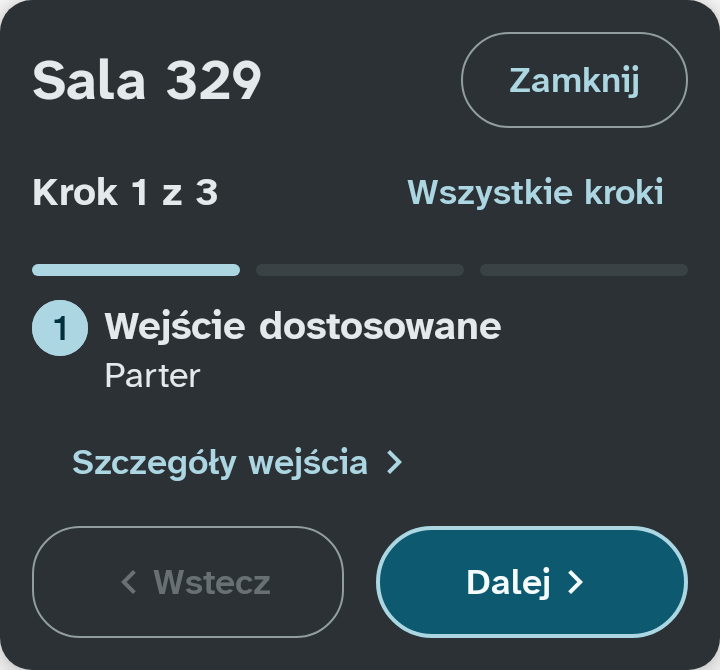 Sala 329
Zamknij
Krok 1 z 3
Wszystkie kroki
1 Wejście dostosowane
Parter
Szczegóły wejścia
Wstecz
Dalej